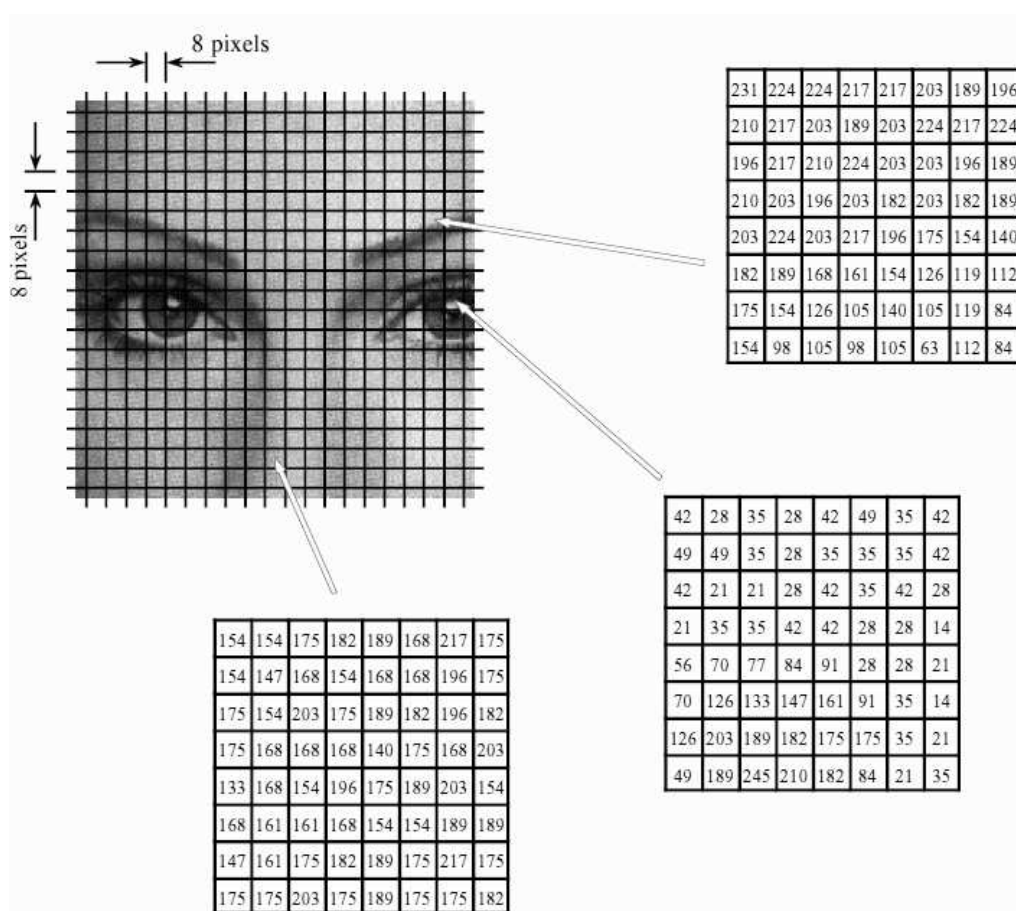 8 pixels
8 pixels
231 224 224 217 217 203 189 196
210 217 203 189 203 224 217 224
196 217 210 224 203 203 196 189
210 203 196 203 182 203 182 189
203 224 203 217 196 175 154 140
182 189 168 161 154 126 119 112
175 154 126 105 140 105 119 84
154 98 105 98 105 63 112 84
42 28 35 28 42 49 35 42
49 49 35 28 35 35 35 42
42 21 21 28 42 35 42 28
21 35 35 42 42 28 28 14
56 70 77 84 91 28 28 21
70 126 133 147 161 91 35 14
126 203 189 182 175 175 35 21
49 189 245 210 182 84 21 35
154 154 175 182 189 168 217 175
154 147 168 154 168 168 196 175
175 154 203 175 189 182 196 182
175 168 168 168 140 175 168 203
133 168 154 196 175 189 203 154
168 161 161 168 154 154 189 189
147 161 175 182 189 175 217 175
175 175 203 175 189 175 175 182